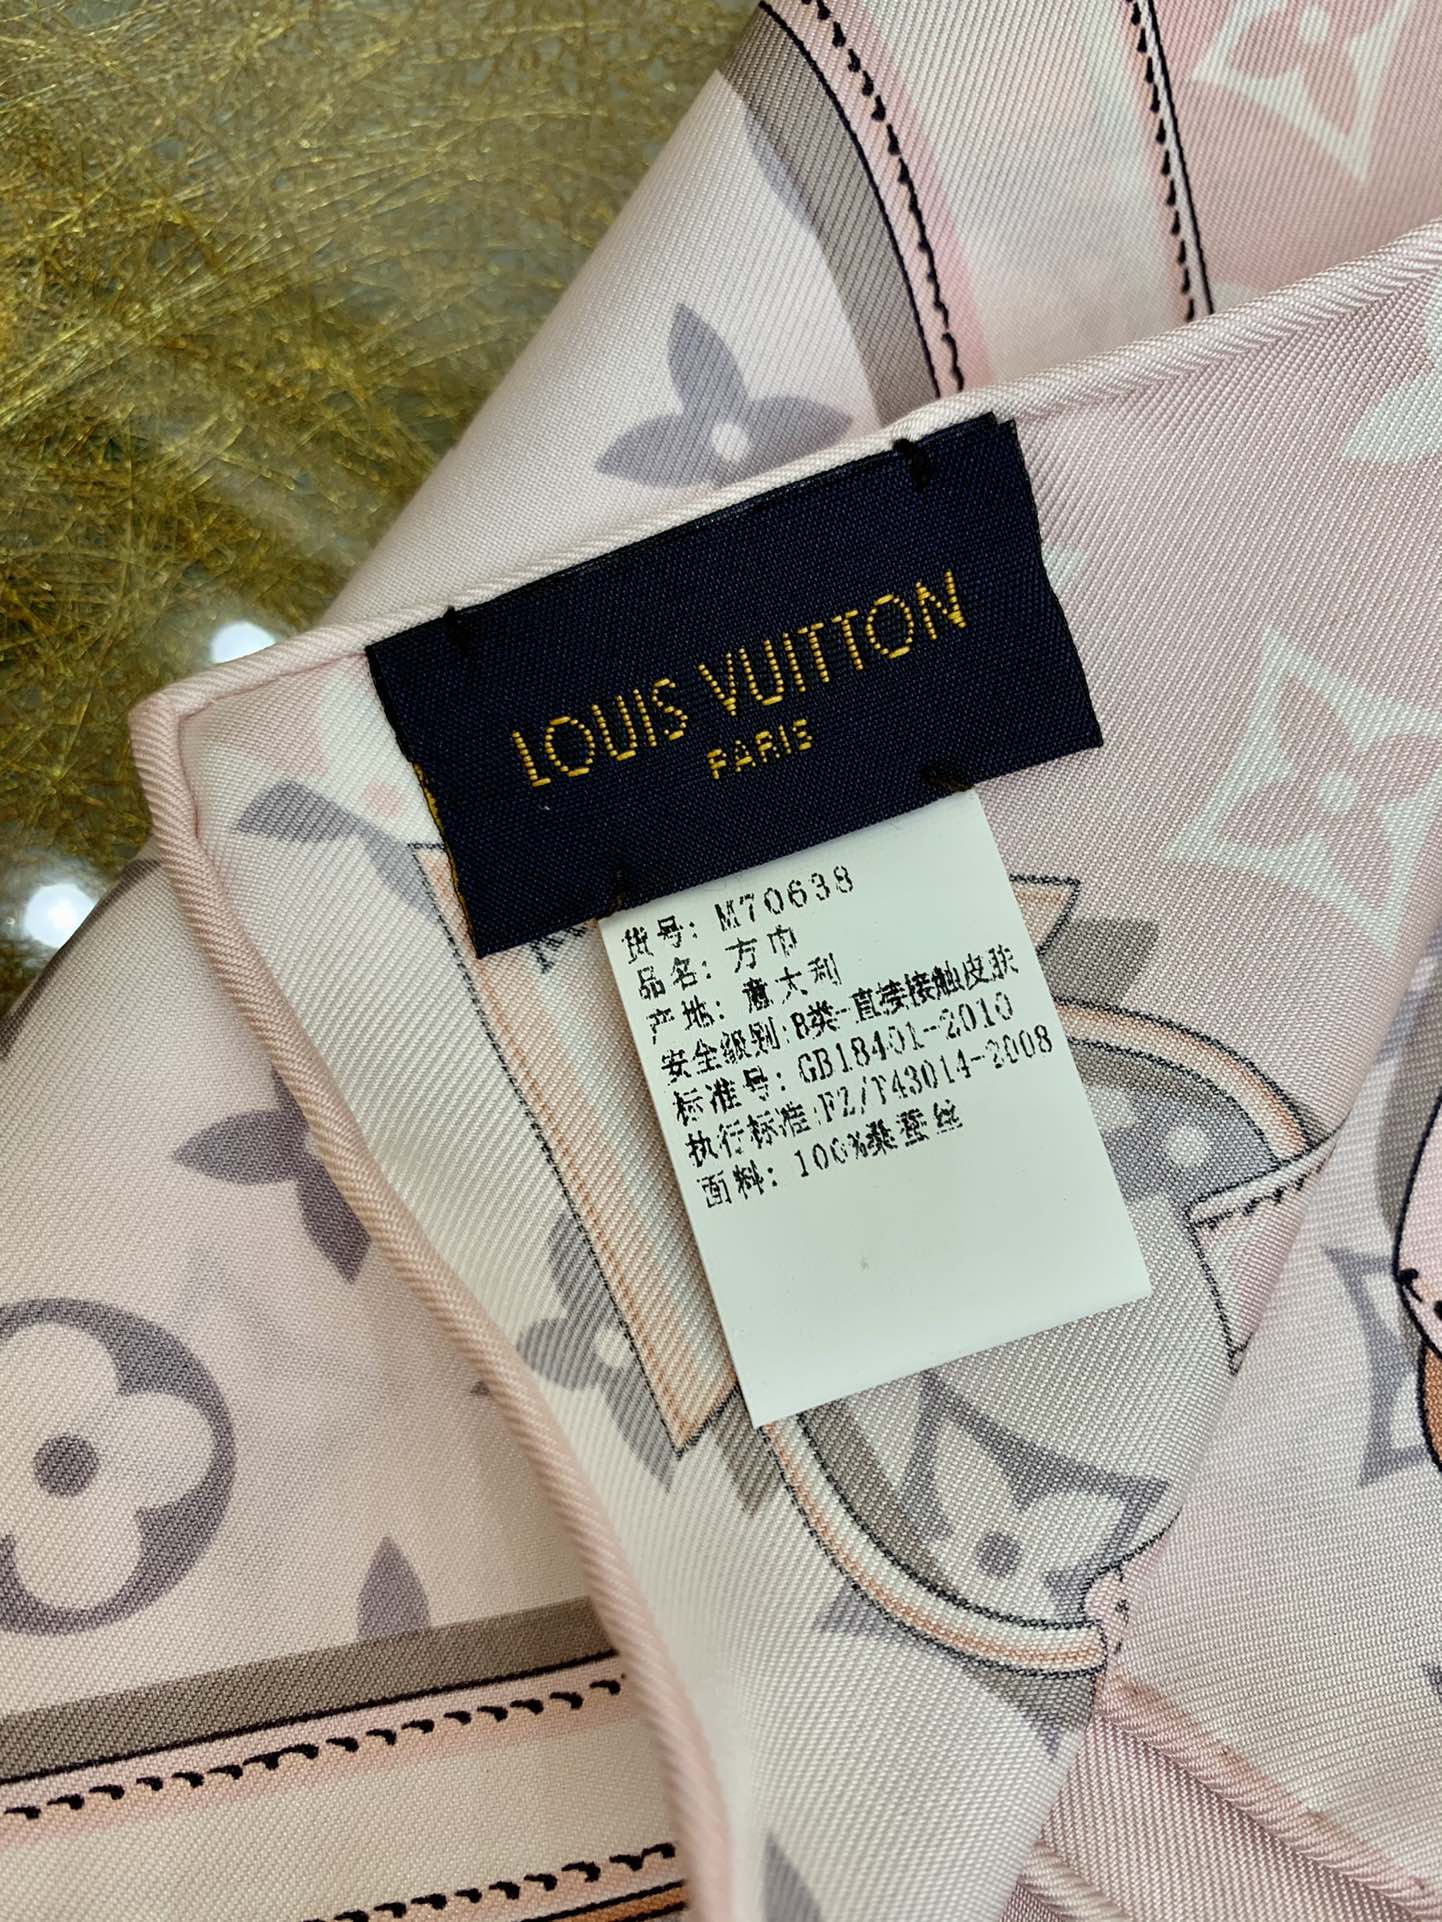 LOUIS VUITTON
PARIS
货号: M70638
品名: 方巾
产地: 意大利
安全级别:B类-直接接触皮肤
标准号: GB18401-2010
执行标准:FZ/T43014-2008
面料: 100%桑蚕丝